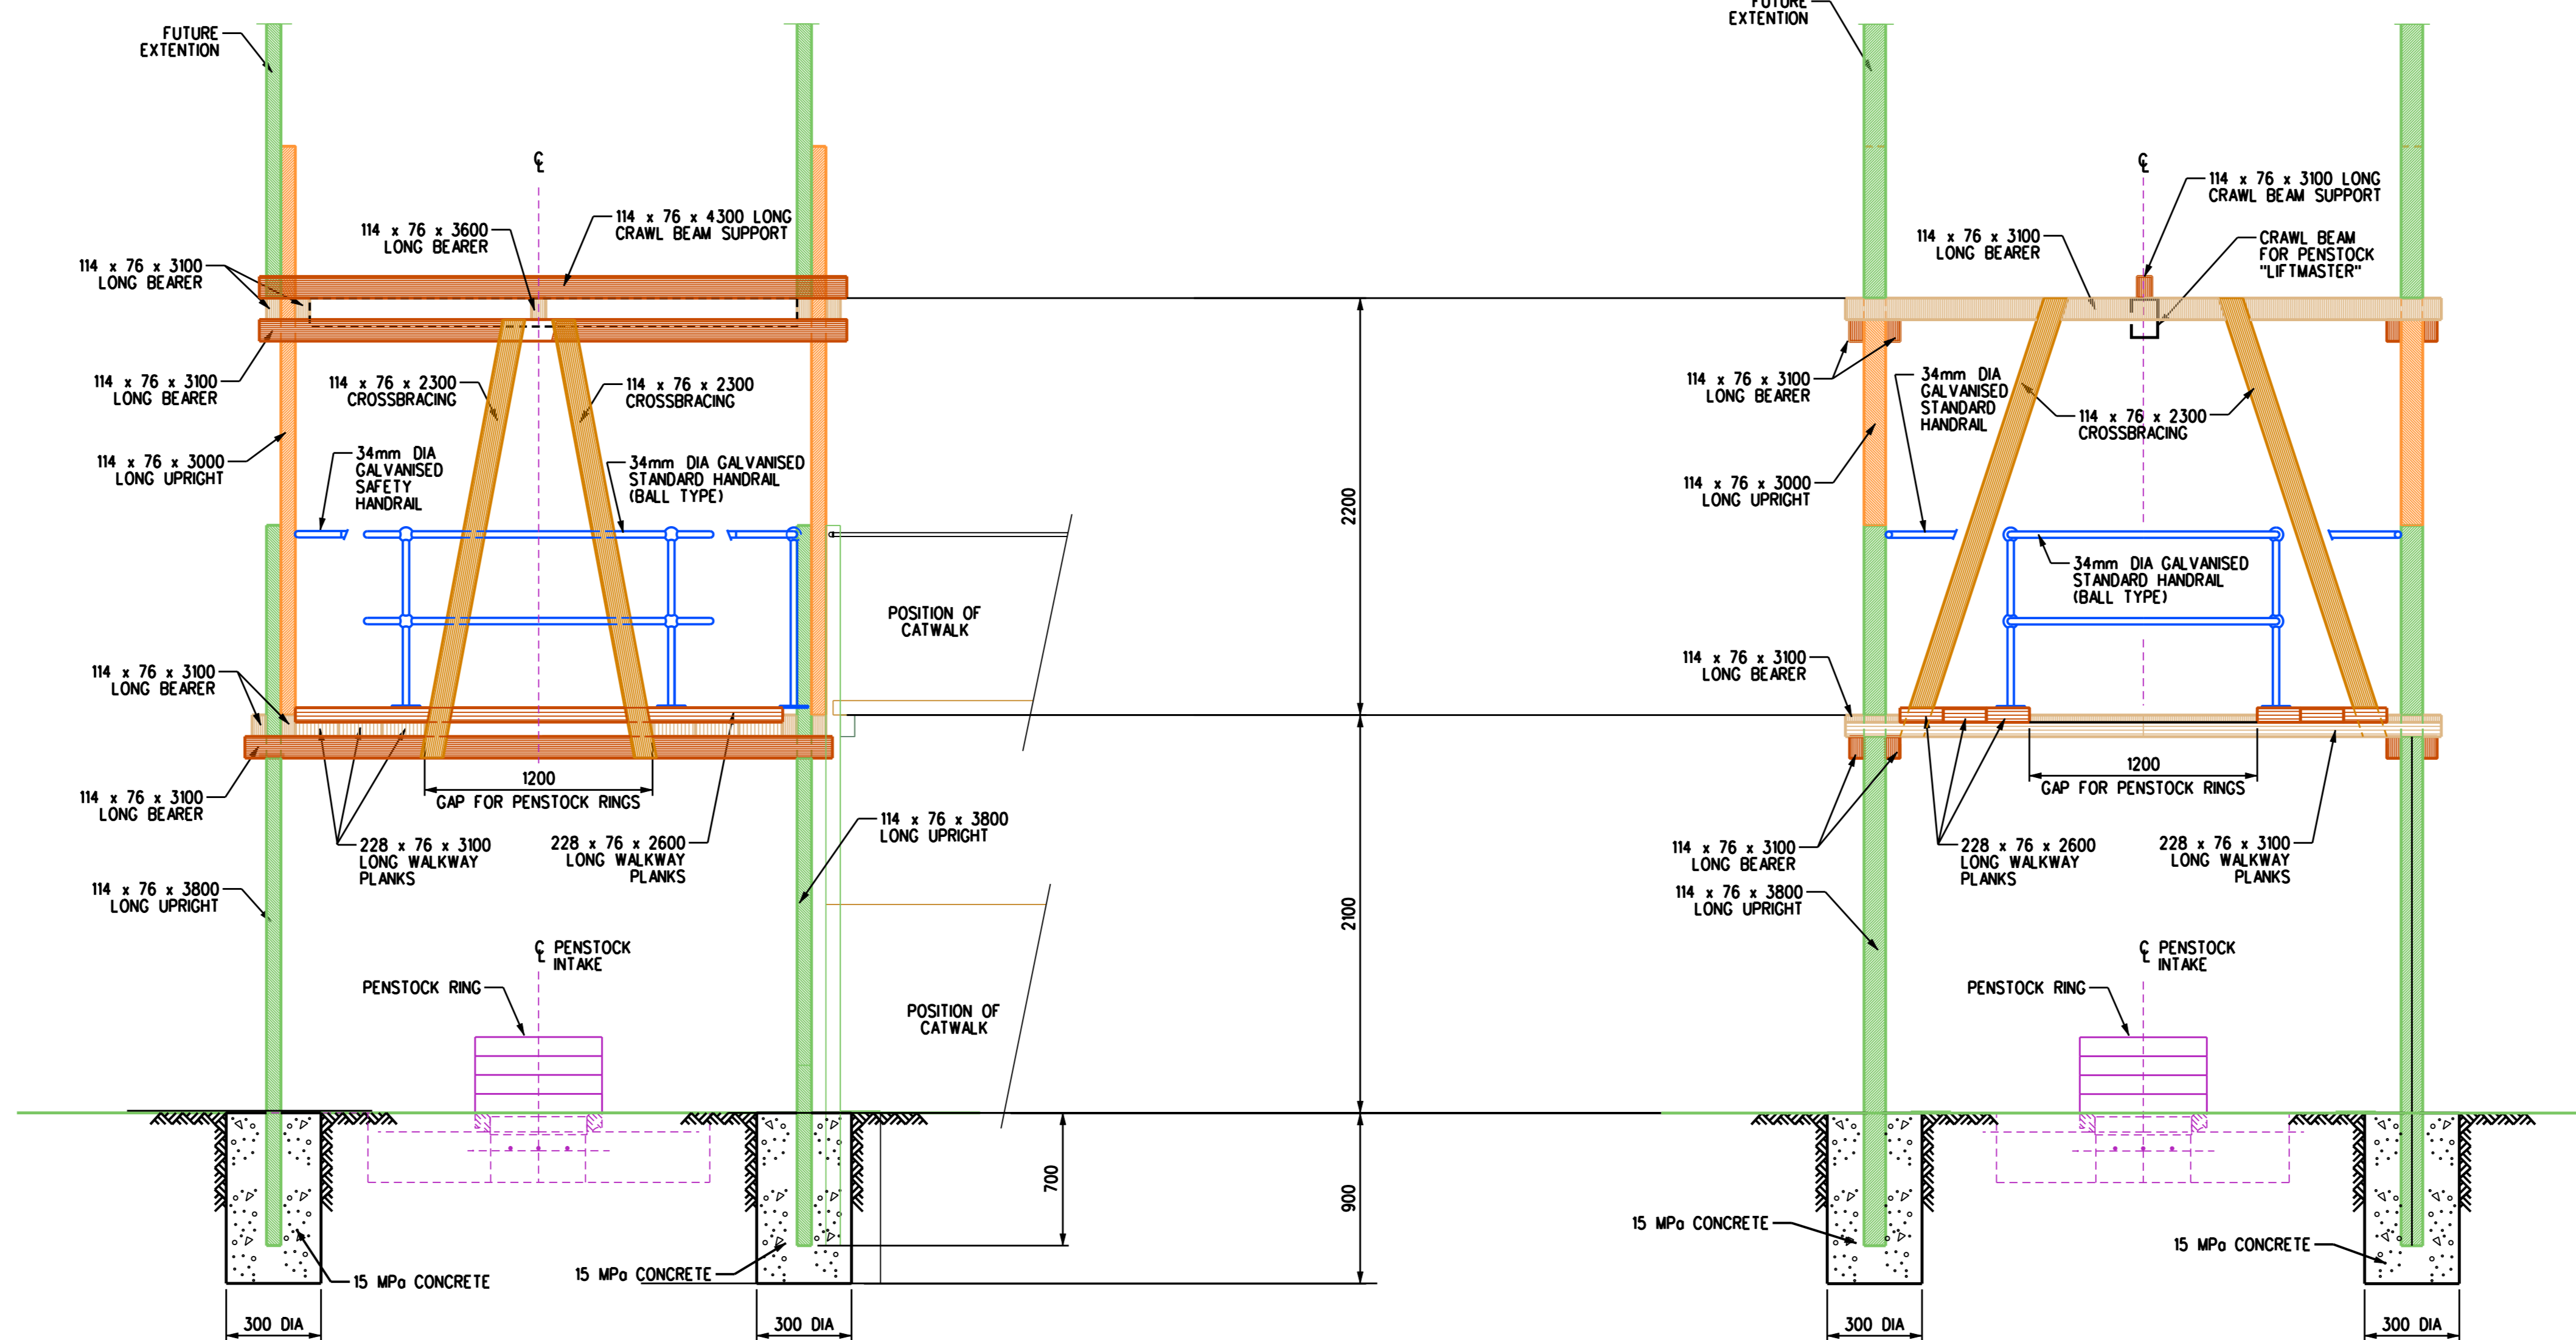 FUTURE
EXTENTION
℄
114 x 76 x 3600
LONG BEARER
114 x 76 x 4300 LONG
CRAWL BEAM SUPPORT
114 x 76 x 3100
LONG BEARER
114 x 76 x 3100
LONG BEARER
114 x 76 x 2300
CROSSBRACING
114 x 76 x 2300
CROSSBRACING
114 x 76 x 3000
LONG UPRIGHT
34mm DIA
GALVANISED
SAFETY
HANDRAIL
34mm DIA GALVANISED
STANDARD HANDRAIL
(BALL TYPE)
POSITION OF
CATWALK
114 x 76 x 3100
LONG BEARER
1200
GAP FOR PENSTOCK RINGS
114 x 76 x 3100
LONG BEARER
228 x 76 x 3100
LONG WALKWAY
PLANKS
228 x 76 x 2600
LONG WALKWAY
PLANKS
114 x 76 x 3800
LONG UPRIGHT
114 x 76 x 3800
LONG UPRIGHT
℄ PENSTOCK
INTAKE
PENSTOCK RING
POSITION OF
CATWALK
15 MPa CONCRETE
15 MPa CONCRETE
300 DIA
300 DIA
2200
2100
700
900
FUTURE
EXTENTION
℄
114 x 76 x 3100 LONG
CRAWL BEAM SUPPORT
114 x 76 x 3100
LONG BEARER
CRAWL BEAM
FOR PENSTOCK
"LIFTMASTER"
114 x 76 x 3100
LONG BEARER
34mm DIA
GALVANISED
STANDARD
HANDRAIL
114 x 76 x 2300
CROSSBRACING
114 x 76 x 3000
LONG UPRIGHT
34mm DIA GALVANISED
STANDARD HANDRAIL
(BALL TYPE)
114 x 76 x 3100
LONG BEARER
1200
GAP FOR PENSTOCK RINGS
114 x 76 x 3100
LONG BEARER
228 x 76 x 2600
LONG WALKWAY
PLANKS
228 x 76 x 3100
LONG WALKWAY
PLANKS
114 x 76 x 3800
LONG UPRIGHT
℄ PENSTOCK
INTAKE
PENSTOCK RING
15 MPa CONCRETE
15 MPa CONCRETE
300 DIA
300 DIA